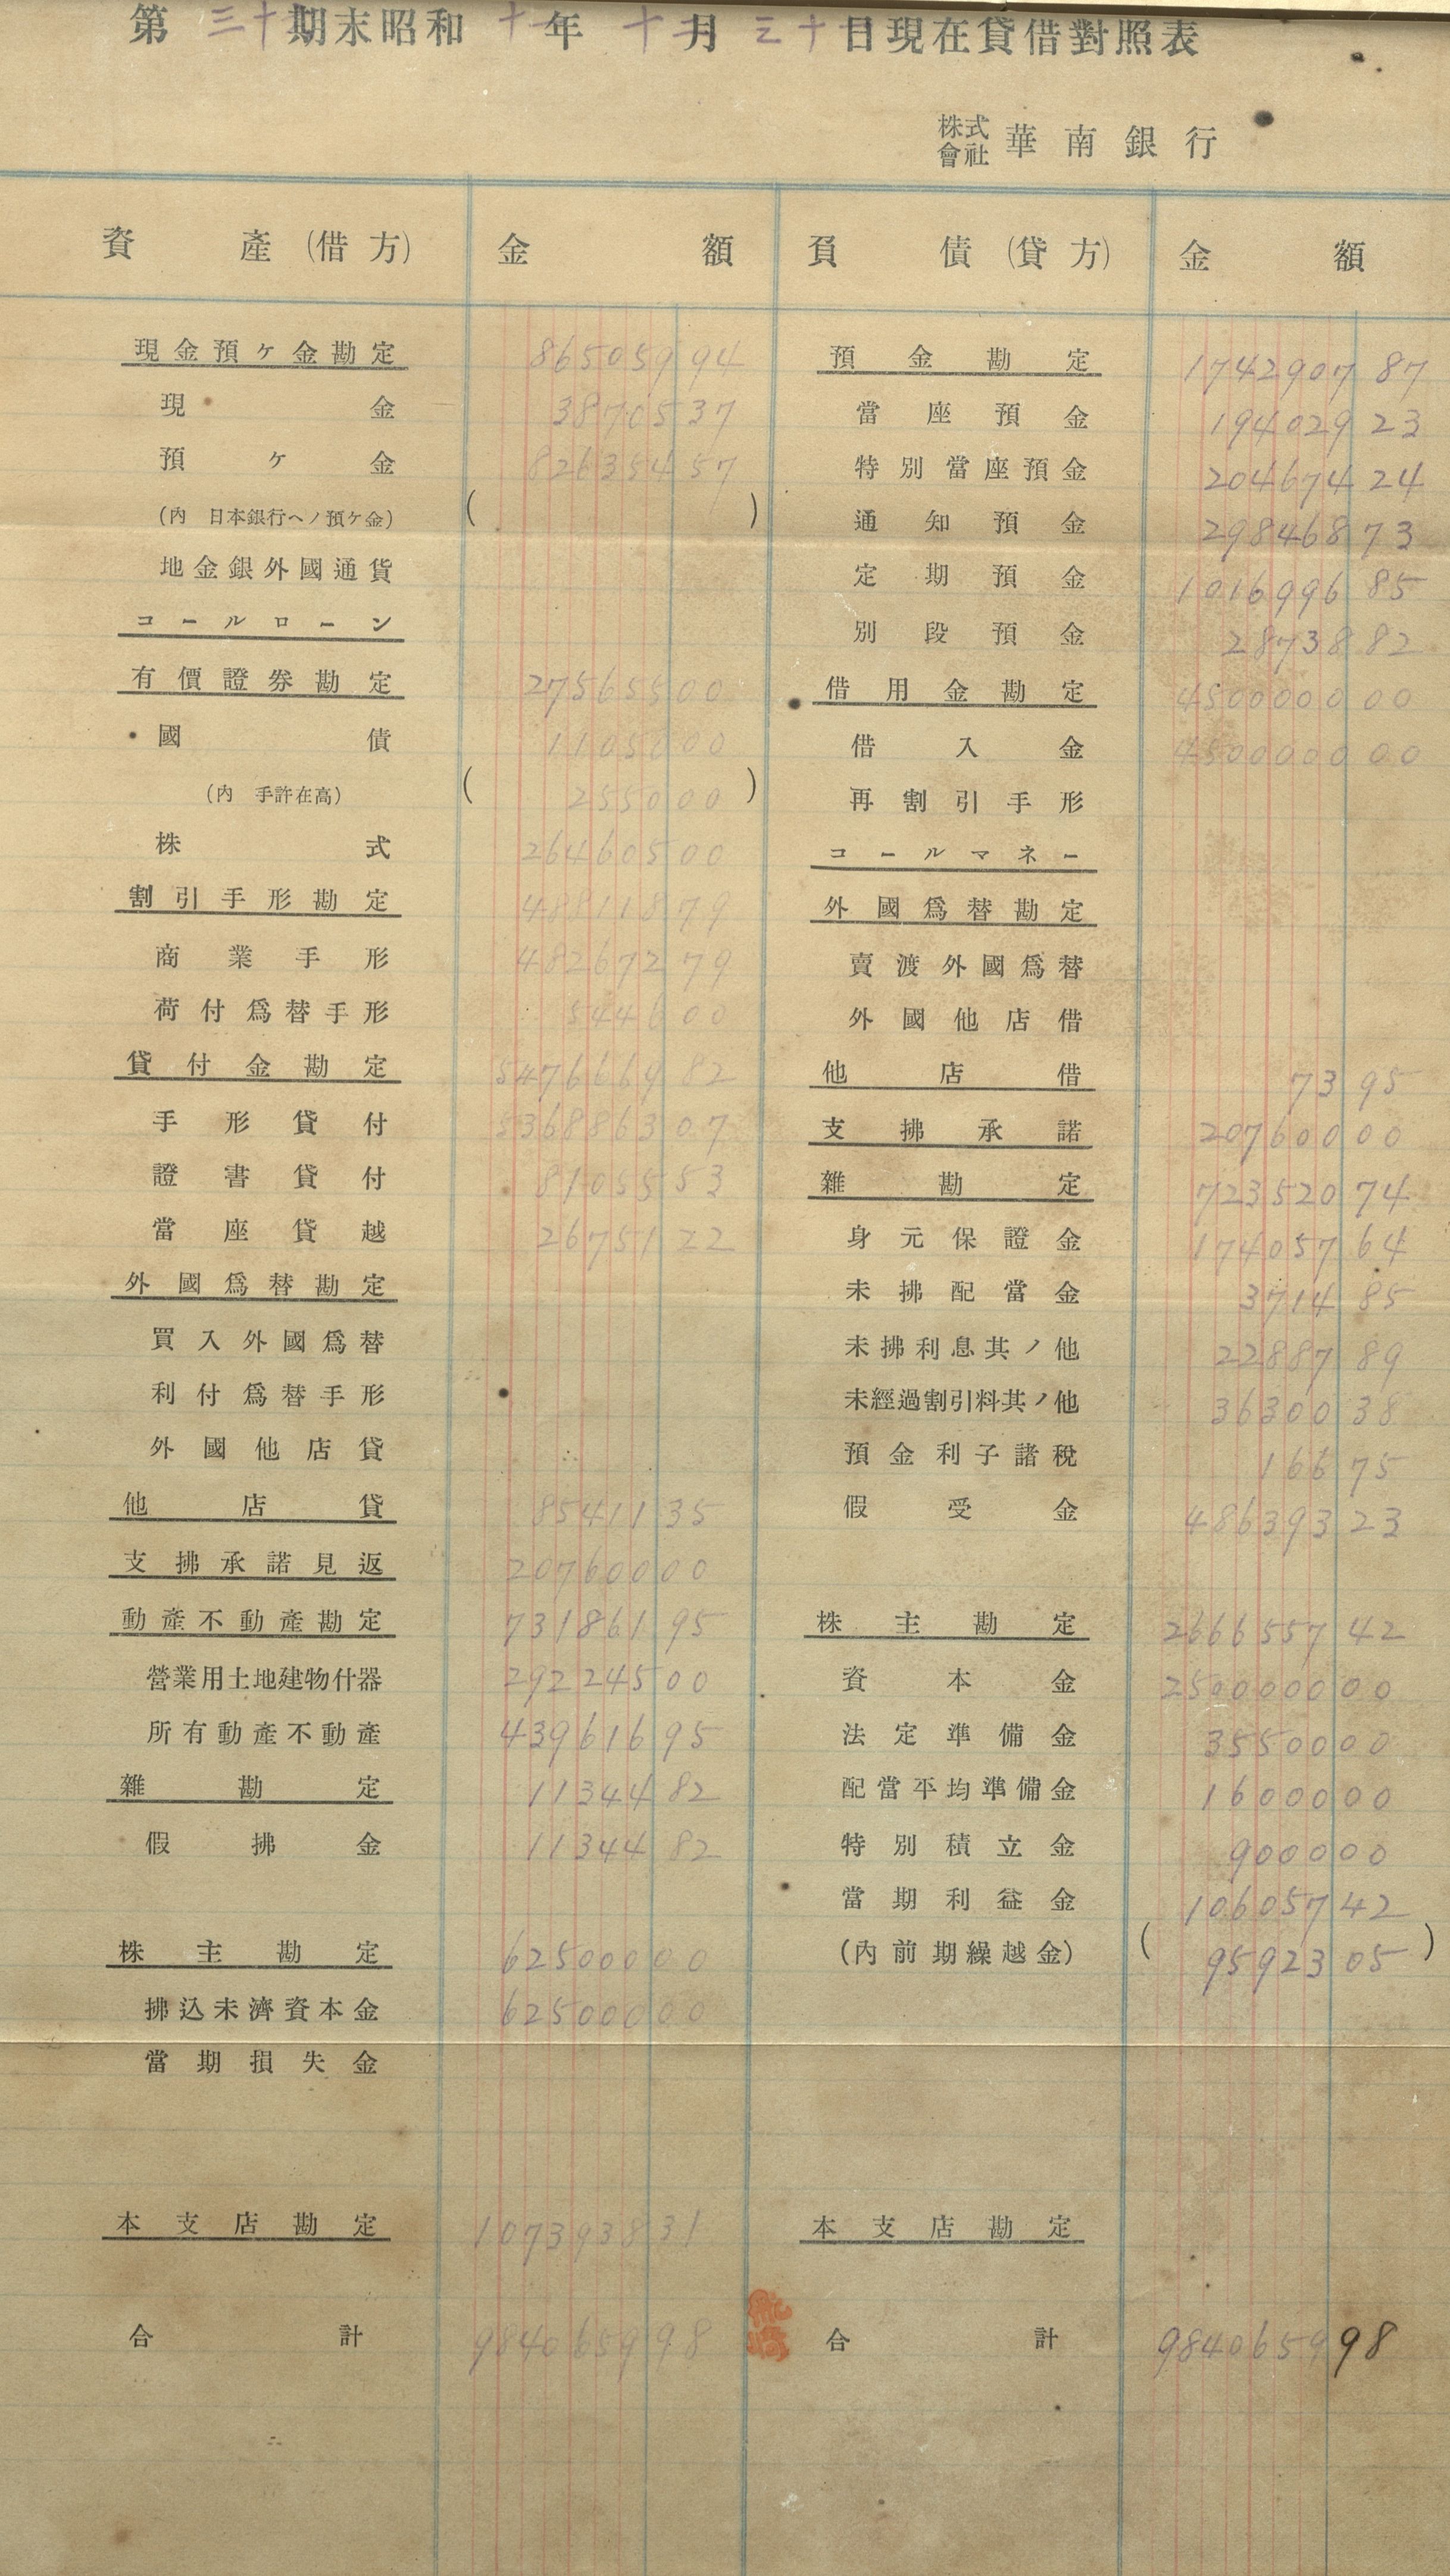 第三十期末昭和十年十月三十日現在貸借對照表
株式會社 華南銀行
資產(借方) 金額 負債(貸方) 金額
現金預ヶ金勘定 865059 94
現金 38705 37
預ヶ金 826354 57
(内 日本銀行ヘノ預ケ金) ( )
地金銀外國通貨
コールローン
有價證券勘定 275655 00
國債 11050 00
(内 手許在高) ( 2550 00 )
株式 264605 00
割引手形勘定 488118 79
商業手形 482672 79
荷付爲替手形 5446 00
貸付金勘定 5476669 82
手形貸付 5368863 07
證書貸付 81055 53
當座貸越 26751 22
外國爲替勘定
買入外國爲替
利付爲替手形
外國他店貸
他店貸 85411 35
支拂承諾見返 207600 00
動產不動產勘定 731861 95
營業用土地建物什器 292245 00
所有動產不動產 439616 95
雜勘定 11344 82
假拂金 11344 82
株主勘定 625000 00
拂込未濟資本金 625000 00
當期損失金
本支店勘定 1073938 31
合計 9840659 98
預金勘定 1742907 87
當座預金 194029 23
特別當座預金 204674 24
通知預金 298468 73
定期預金 1016996 85
別段預金 28738 82
借用金勘定 4500000 00
借入金 4500000 00
再割引手形
コールマネー
外國爲替勘定
賣渡外國爲替
外國他店借
他店借 73 95
支拂承諾 207600 00
雜勘定 723520 74
身元保證金 174057 64
未拂配當金 3714 85
未拂利息其ノ他 22887 89
未經過割引料其ノ他 36300 38
預金利子諸稅 166 75
假受金 486393 23
株主勘定 2666557 42
資本金 2500000 00
法定準備金 35500 00
配當平均準備金 16000 00
特別積立金 9000 00
當期利益金 106057 42
(内前期繰越金) ( 95923 05 )
本支店勘定
合計 9840659 98